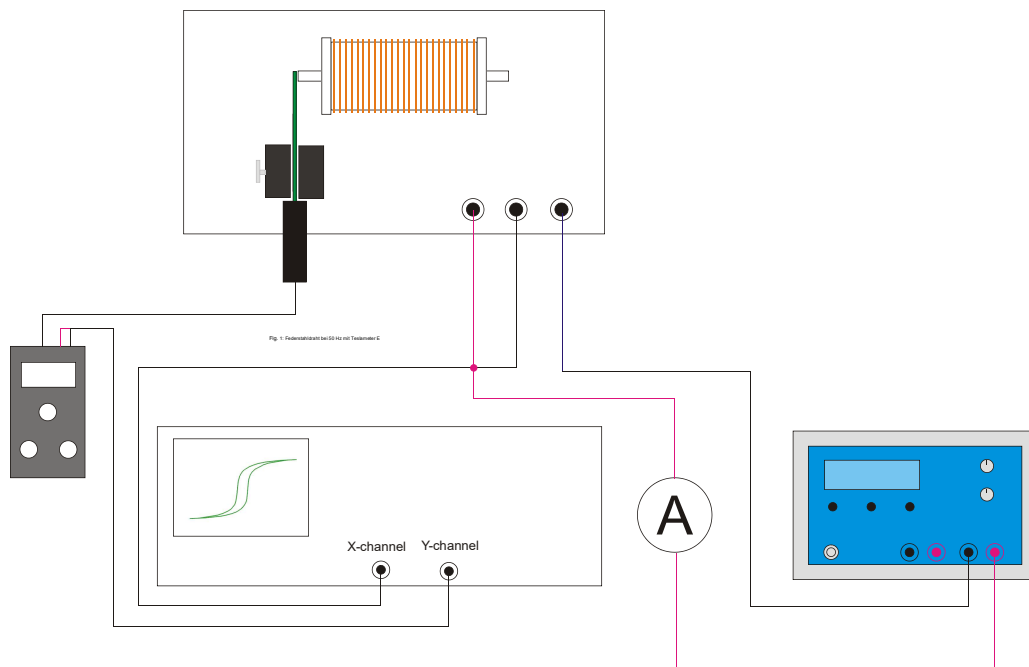 Fig. 1: Federstahldraht bei 50 Hz mit Teslameter E
X-channel Y-channel
A